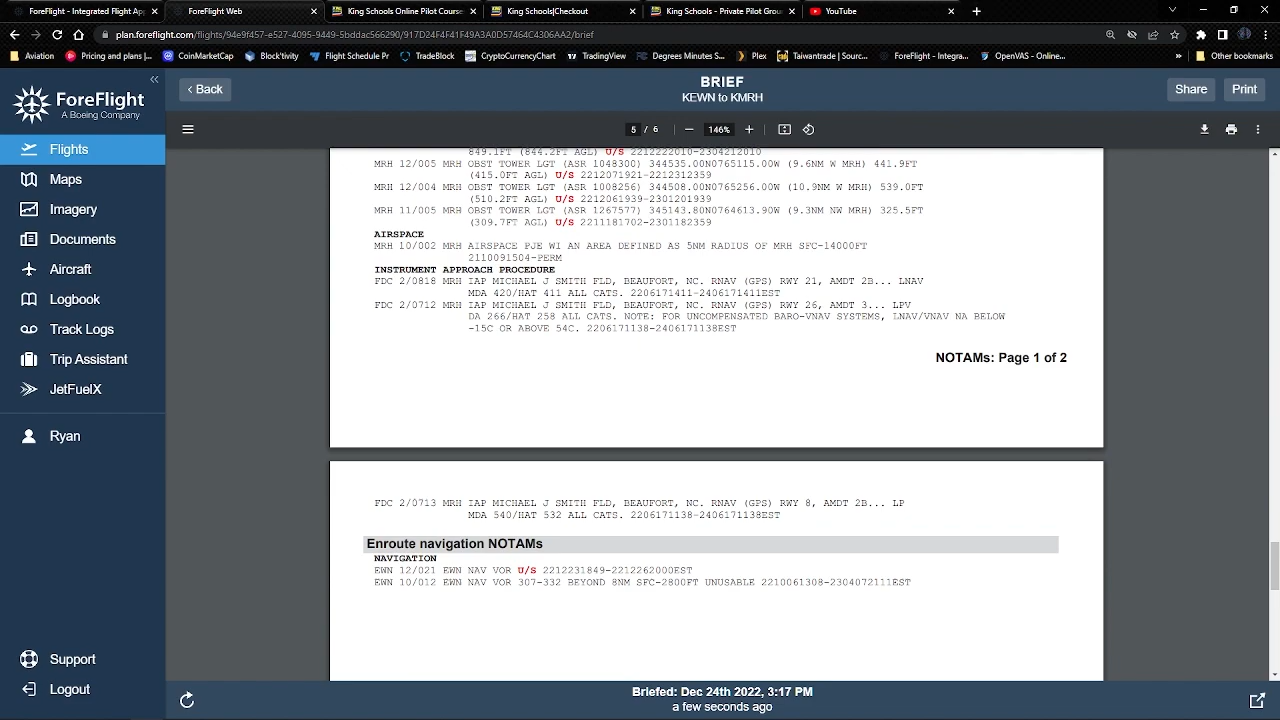 ForeFlight - Integrated Flight Ap
ForeFlight Web
King Schools Online Pilot Course
King Schools|Checkout
King Schools - Private Pilot Grou
YouTube
plan.foreflight.com/flights/94e9f457-e527-4095-9449-5bddac566290/917D24F4F41F49A3A0D57464C4306AA2/brief
Aviation
Pricing and plans |...
CoinMarketCap
Block'tivity
Flight Schedule Pr
TradeBlock
CryptoCurrencyChart
TradingView
Degrees Minutes S...
Plex
Taiwantrade | Sourc...
ForeFlight - Integra...
OpenVAS - Online...
»
Other bookmarks
ForeFlight
A Boeing Company
Flights
Maps
Imagery
Documents
Aircraft
Logbook
Track Logs
Trip Assistant
JetFuelX
Ryan
Support
Logout
Back
BRIEF
KEWN to KMRH
Share
Print
5 / 6
146%
849.1FT (844.2FT AGL) U/S 2212222010-2304212010
MRH 12/005 MRH OBST TOWER LGT (ASR 1048300) 344535.00N0765115.00W (9.6NM W MRH) 441.9FT
(415.0FT AGL) U/S 2212071921-2212312359
MRH 12/004 MRH OBST TOWER LGT (ASR 1008256) 344508.00N0765256.00W (10.9NM W MRH) 539.0FT
(510.2FT AGL) U/S 2212061939-2301201939
MRH 11/005 MRH OBST TOWER LGT (ASR 1267577) 345143.80N0764613.90W (9.3NM NW MRH) 325.5FT
(309.7FT AGL) U/S 2211181702-2301182359
AIRSPACE
MRH 10/002 MRH AIRSPACE PJE WI AN AREA DEFINED AS 5NM RADIUS OF MRH SFC-14000FT
2110091504-PERM
INSTRUMENT APPROACH PROCEDURE
FDC 2/0818 MRH IAP MICHAEL J SMITH FLD, BEAUFORT, NC. RNAV (GPS) RWY 21, AMDT 2B... LNAV
MDA 420/HAT 411 ALL CATS. 2206171411-2406171411EST
FDC 2/0712 MRH IAP MICHAEL J SMITH FLD, BEAUFORT, NC. RNAV (GPS) RWY 26, AMDT 3... LPV
DA 266/HAT 258 ALL CATS. NOTE: FOR UNCOMPENSATED BARO-VNAV SYSTEMS, LNAV/VNAV NA BELOW
-15C OR ABOVE 54C. 2206171138-2406171138EST
NOTAMs: Page 1 of 2
FDC 2/0713 MRH IAP MICHAEL J SMITH FLD, BEAUFORT, NC. RNAV (GPS) RWY 8, AMDT 2B... LP
MDA 540/HAT 532 ALL CATS. 2206171138-2406171138EST
Enroute navigation NOTAMs
NAVIGATION
EWN 12/021 EWN NAV VOR U/S 2212231849-2212262000EST
EWN 10/012 EWN NAV VOR 307-332 BEYOND 8NM SFC-2800FT UNUSABLE 2210061308-2304072111EST
Briefed: Dec 24th 2022, 3:17 PM
a few seconds ago